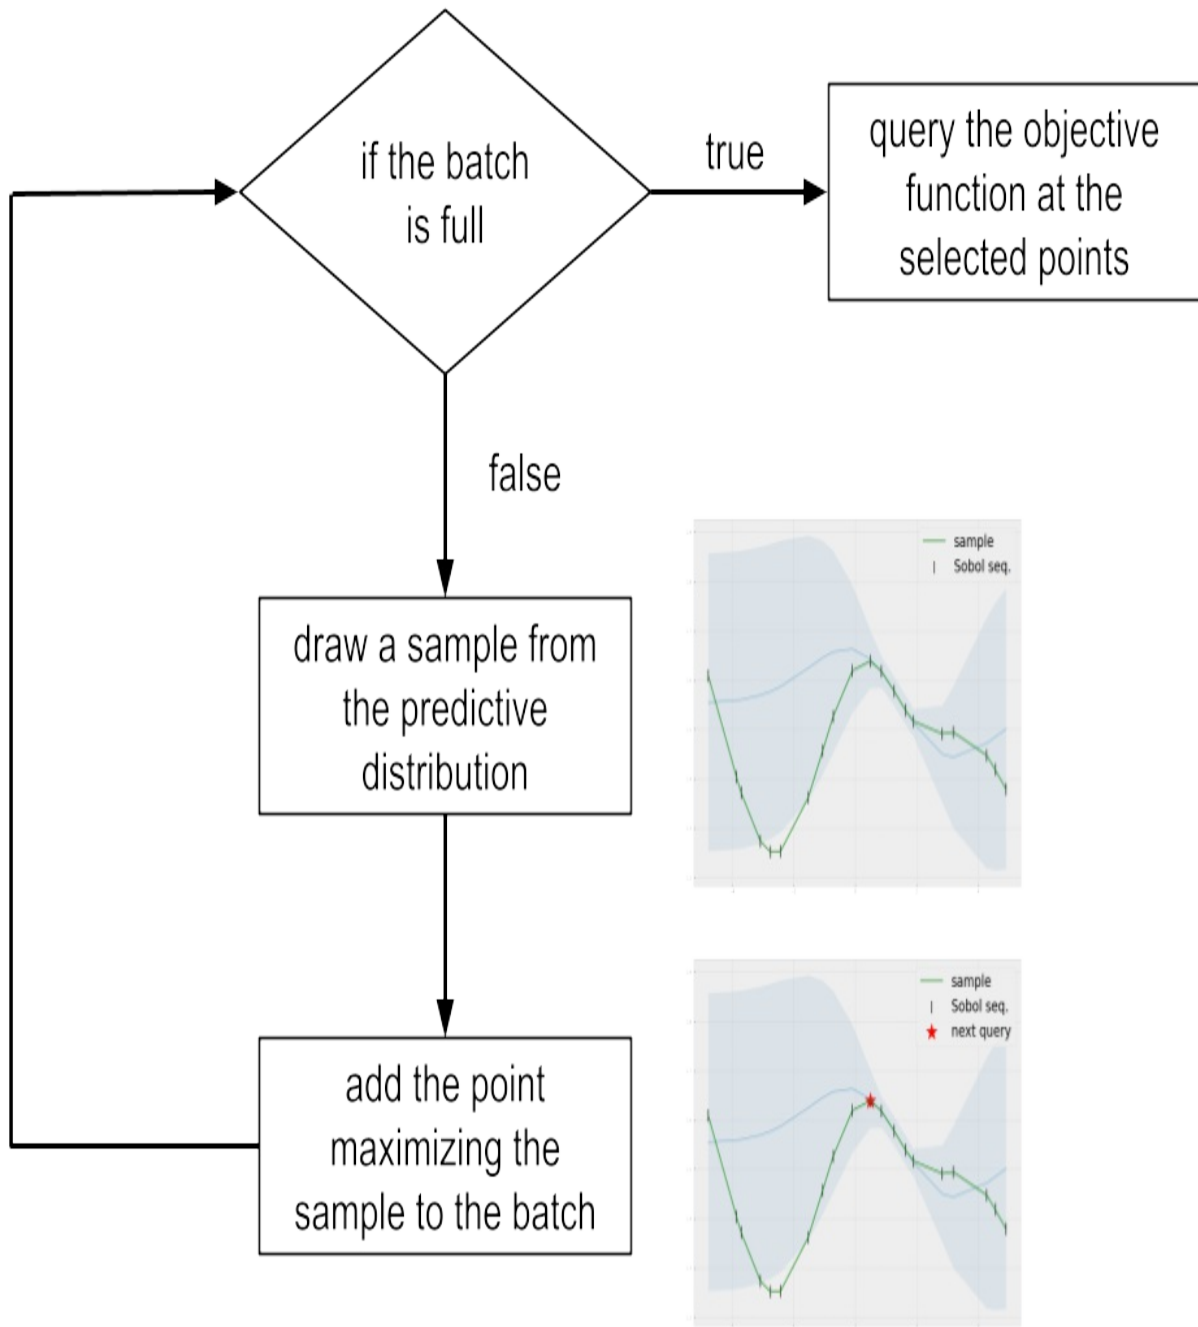 if the batch
is full
true
query the objective
function at the
selected points
false
draw a sample from
the predictive
distribution
sample
Sobol seq.
add the point
maximizing the
sample to the batch
sample
Sobol seq.
next query